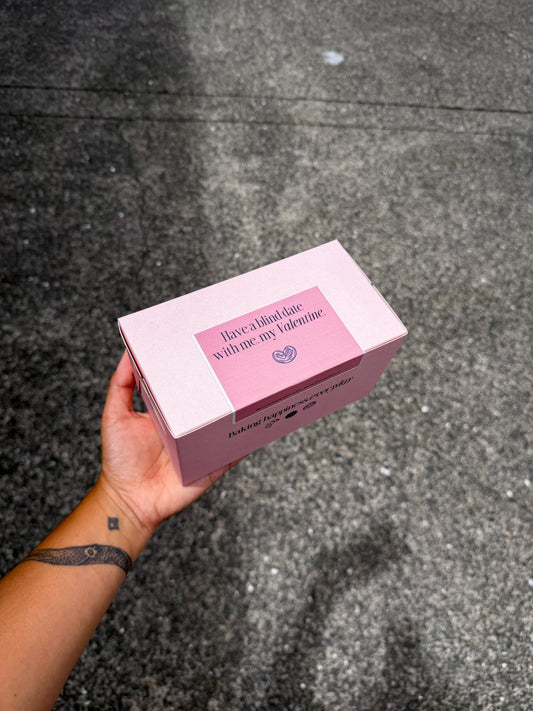 Have a blind date
with me, my Valentine.
Baking happiness everyday